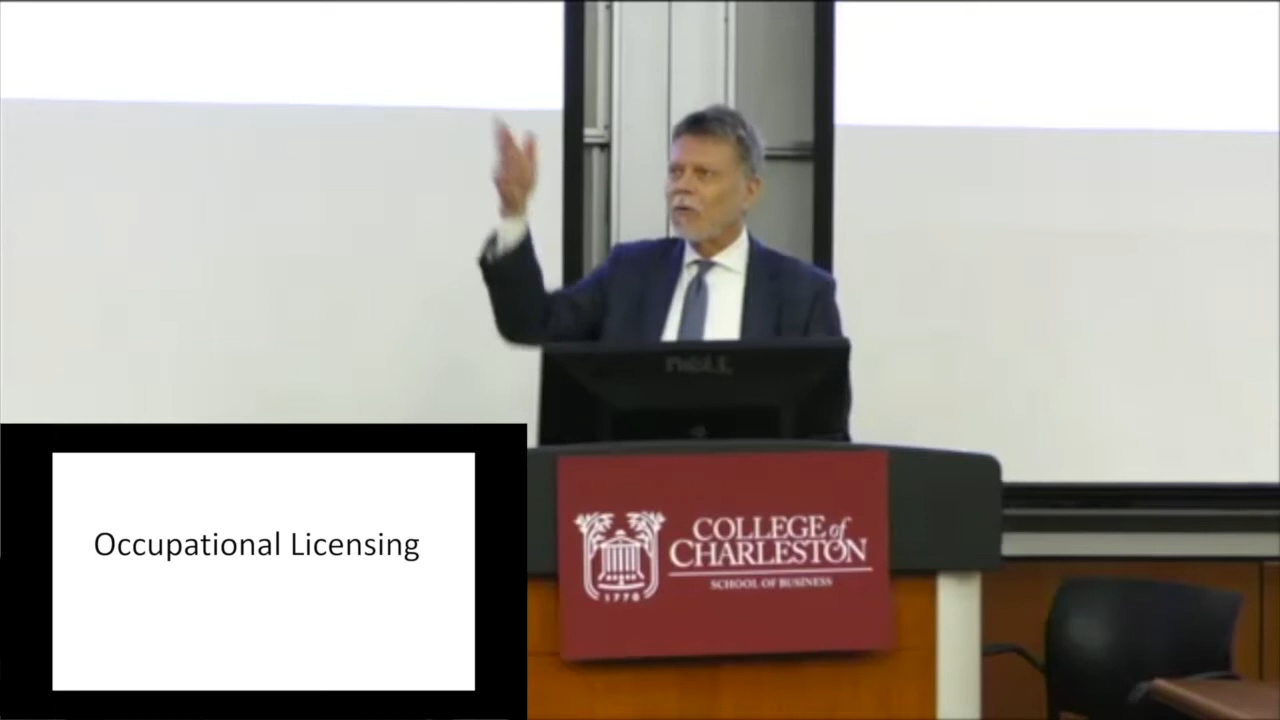 DELL
Occupational Licensing
COLLEGE of
CHARLESTON
SCHOOL OF BUSINESS
1770